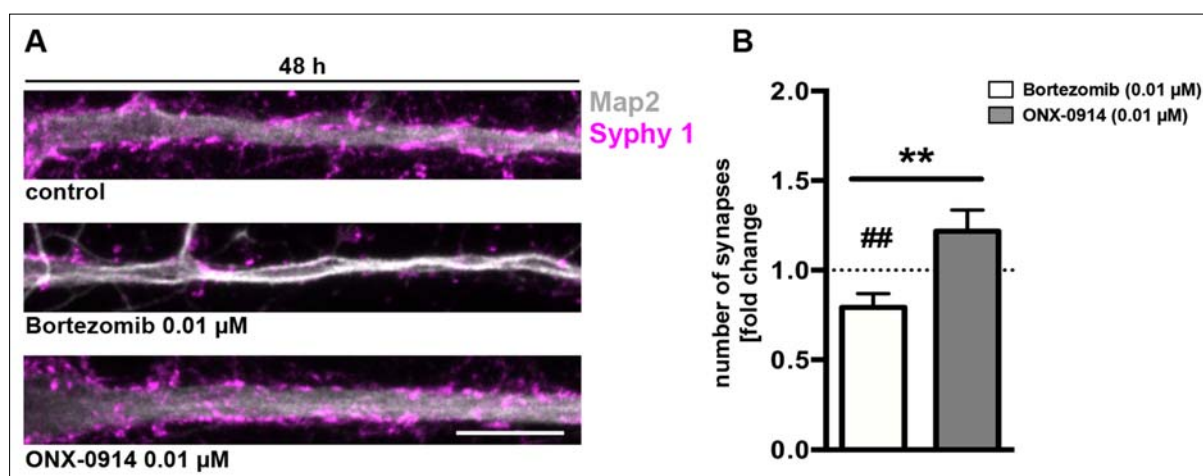 A
48 h
Map2
Syphy 1
control
Bortezomib 0.01 µM
ONX-0914 0.01 µM
B
Bortezomib (0.01 µM)
ONX-0914 (0.01 µM)
number of synapses
[fold change
2.0
1.5
1.0
0.5
0.0
**
##